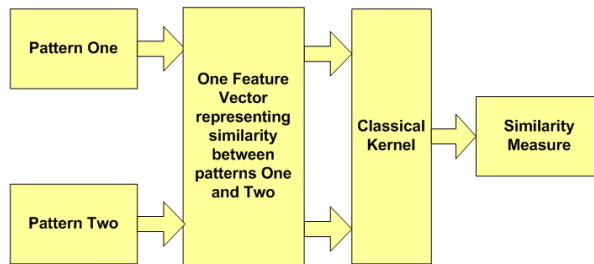 Pattern One
Pattern Two
One Feature
Vector
representing
similarity
between
patterns One
and Two
Classical
Kernel
Similarity
Measure